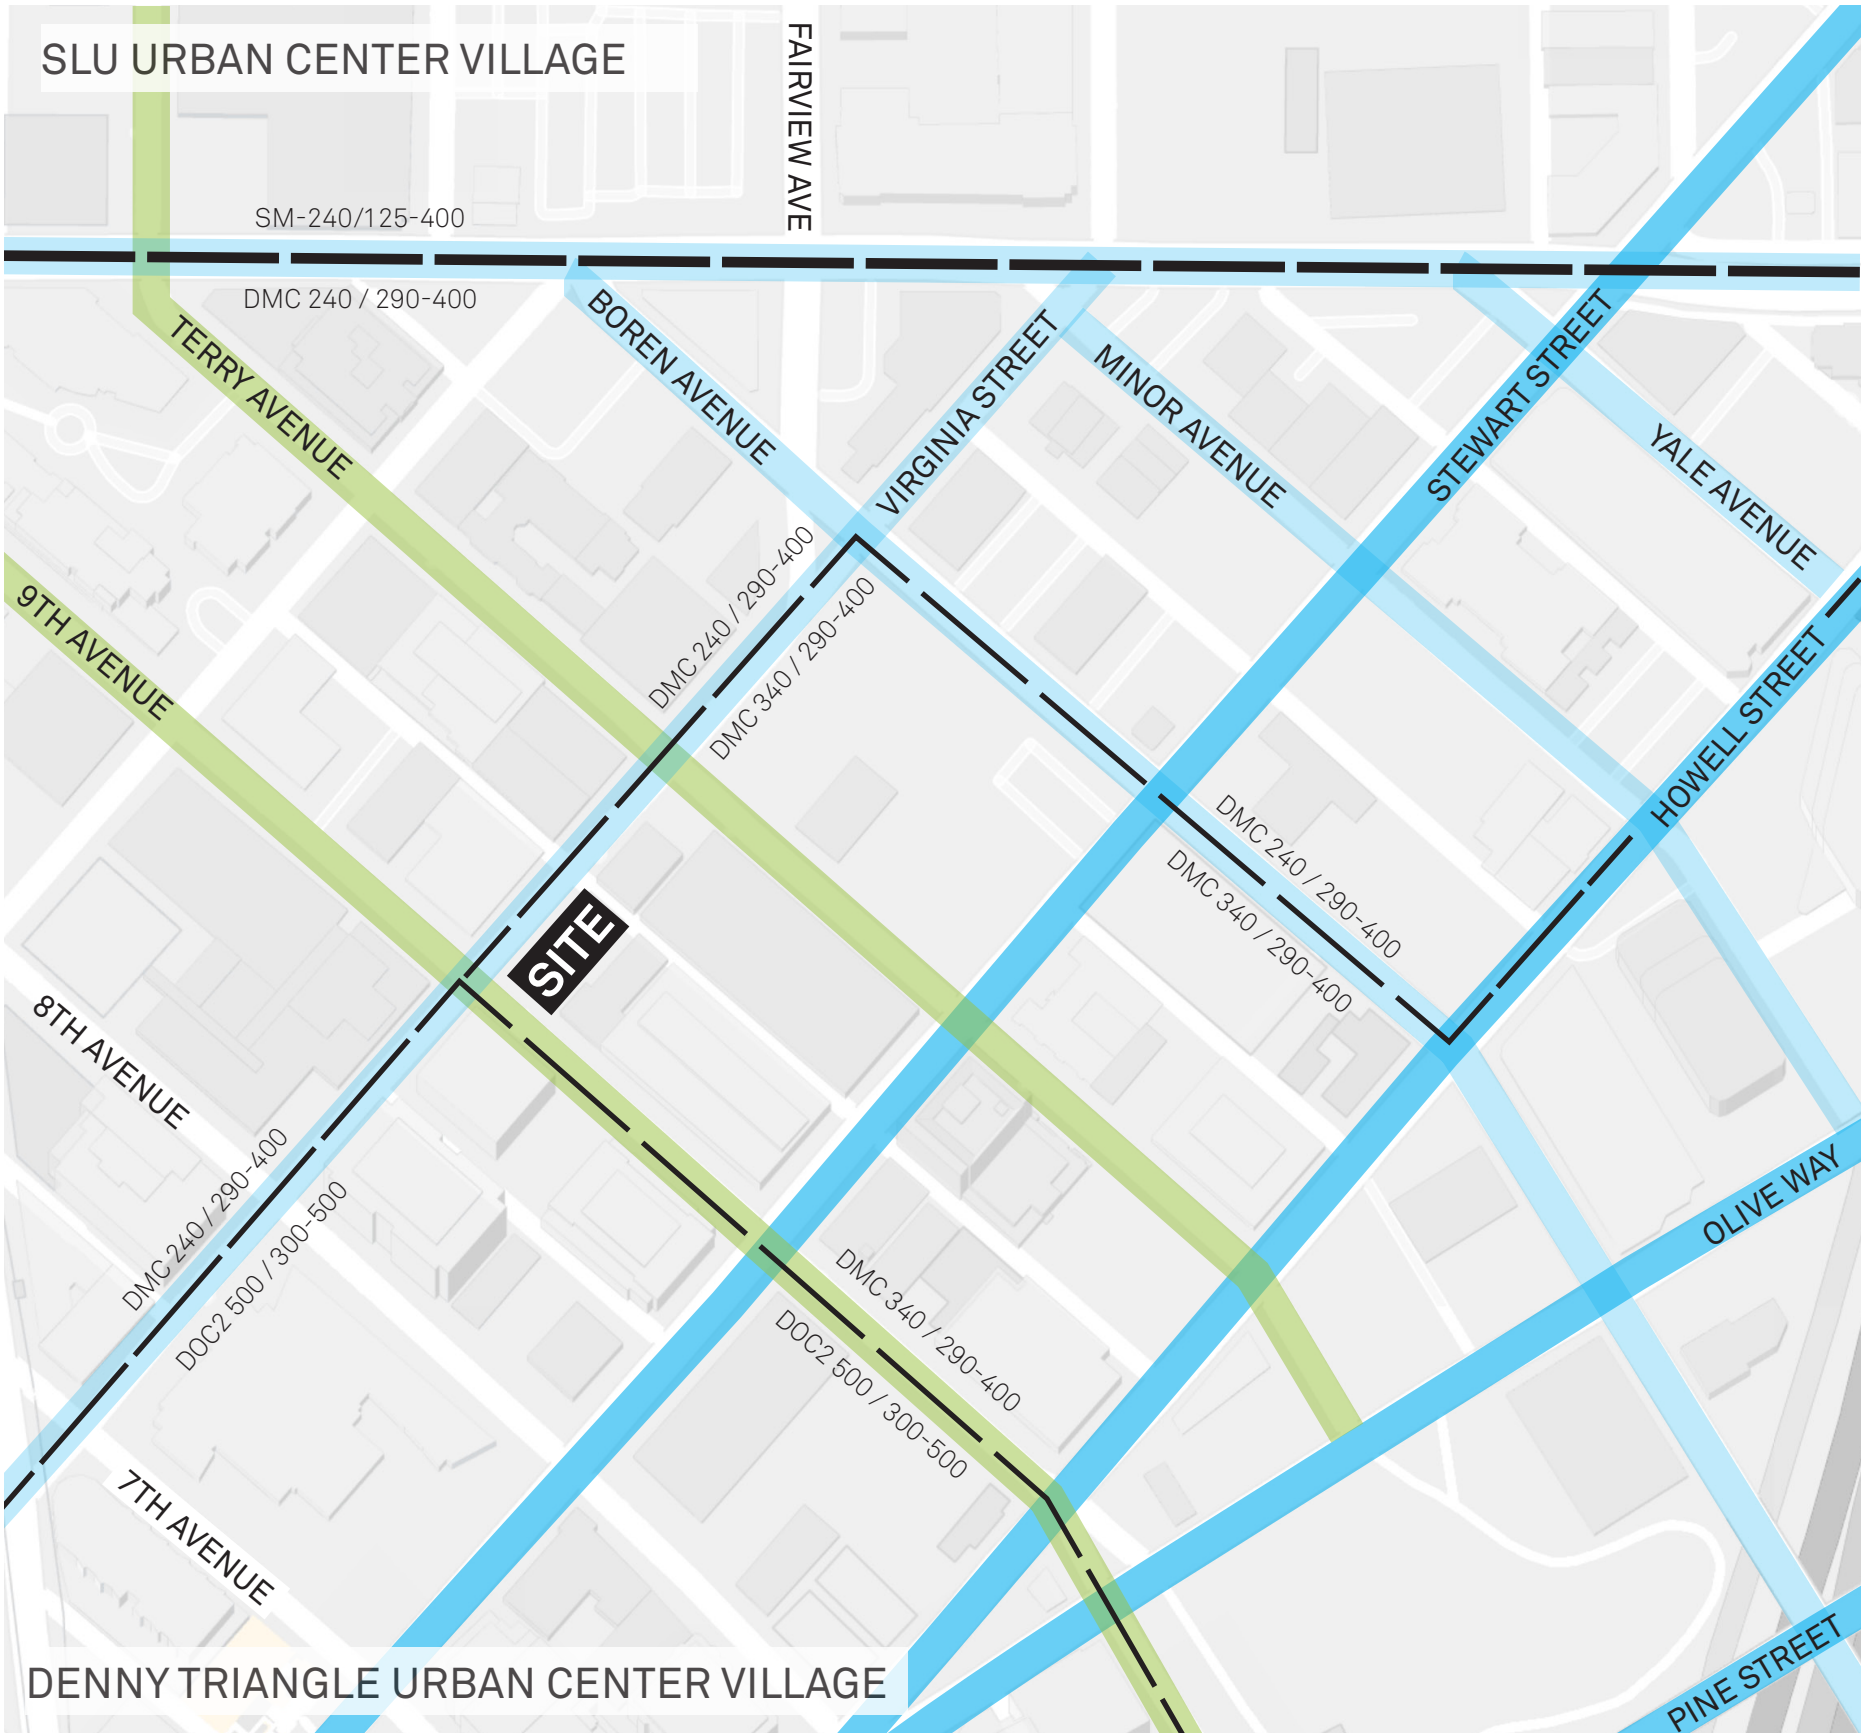 SLU URBAN CENTER VILLAGE
FAIRVIEW AVE
SM-240/125-400
DMC 240 / 290-400
TERRY AVENUE
BOREN AVENUE
VIRGINIA STREET
MINOR AVENUE
STEWART STREET
YALE AVENUE
9TH AVENUE
DMC 240 / 290-400
DMC 340 / 290-400
HOWELL STREET
DMC 240 / 290-400
DMC 340 / 290-400
SITE
8TH AVENUE
DMC 240 / 290-400
DOC2 500 / 300-500
OLIVE WAY
DMC 340 / 290-400
DOC2 500 / 300-500
7TH AVENUE
PINE STREET
DENNY TRIANGLE URBAN CENTER VILLAGE